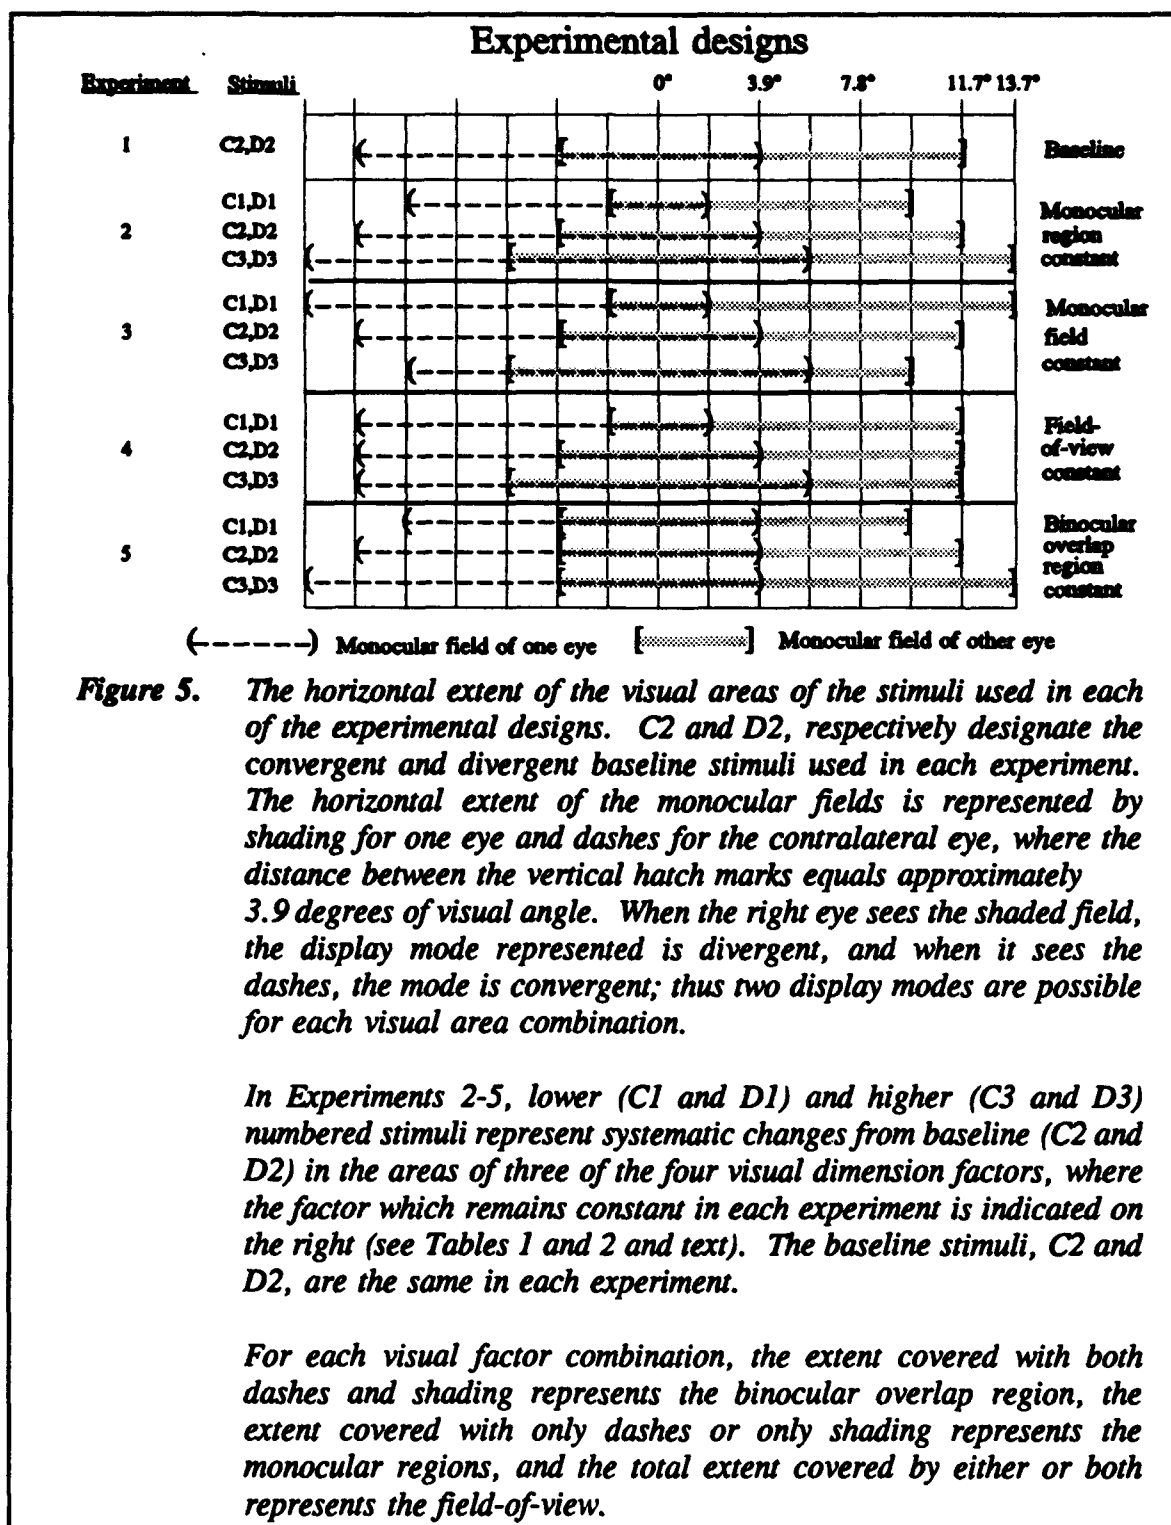 Experimental designs
Experiment Stimuli 0° 3.9° 7.8° 11.7° 13.7°
1 C2,D2 Baseline
C1,D1 Monocular
2 C2,D2 region
C3,D3 constant
C1,D1 Monocular
3 C2,D2 field
C3,D3 constant
C1,D1 Field-
4 C2,D2 of-view
C3,D3 constant
C1,D1 Binocular
5 C2,D2 overlap
region
C3,D3 constant
(------) Monocular field of one eye [ ] Monocular field of other eye
Figure 5. The horizontal extent of the visual areas of the stimuli used in each
of the experimental designs. C2 and D2, respectively designate the
convergent and divergent baseline stimuli used in each experiment.
The horizontal extent of the monocular fields is represented by
shading for one eye and dashes for the contralateral eye, where the
distance between the vertical hatch marks equals approximately
3.9 degrees of visual angle. When the right eye sees the shaded field,
the display mode represented is divergent, and when it sees the
dashes, the mode is convergent; thus two display modes are possible
for each visual area combination.
In Experiments 2-5, lower (C1 and D1) and higher (C3 and D3)
numbered stimuli represent systematic changes from baseline (C2 and
D2) in the areas of three of the four visual dimension factors, where
the factor which remains constant in each experiment is indicated on
the right (see Tables 1 and 2 and text). The baseline stimuli, C2 and
D2, are the same in each experiment.
For each visual factor combination, the extent covered with both
dashes and shading represents the binocular overlap region, the
extent covered with only dashes or only shading represents the
monocular regions, and the total extent covered by either or both
represents the field-of-view.